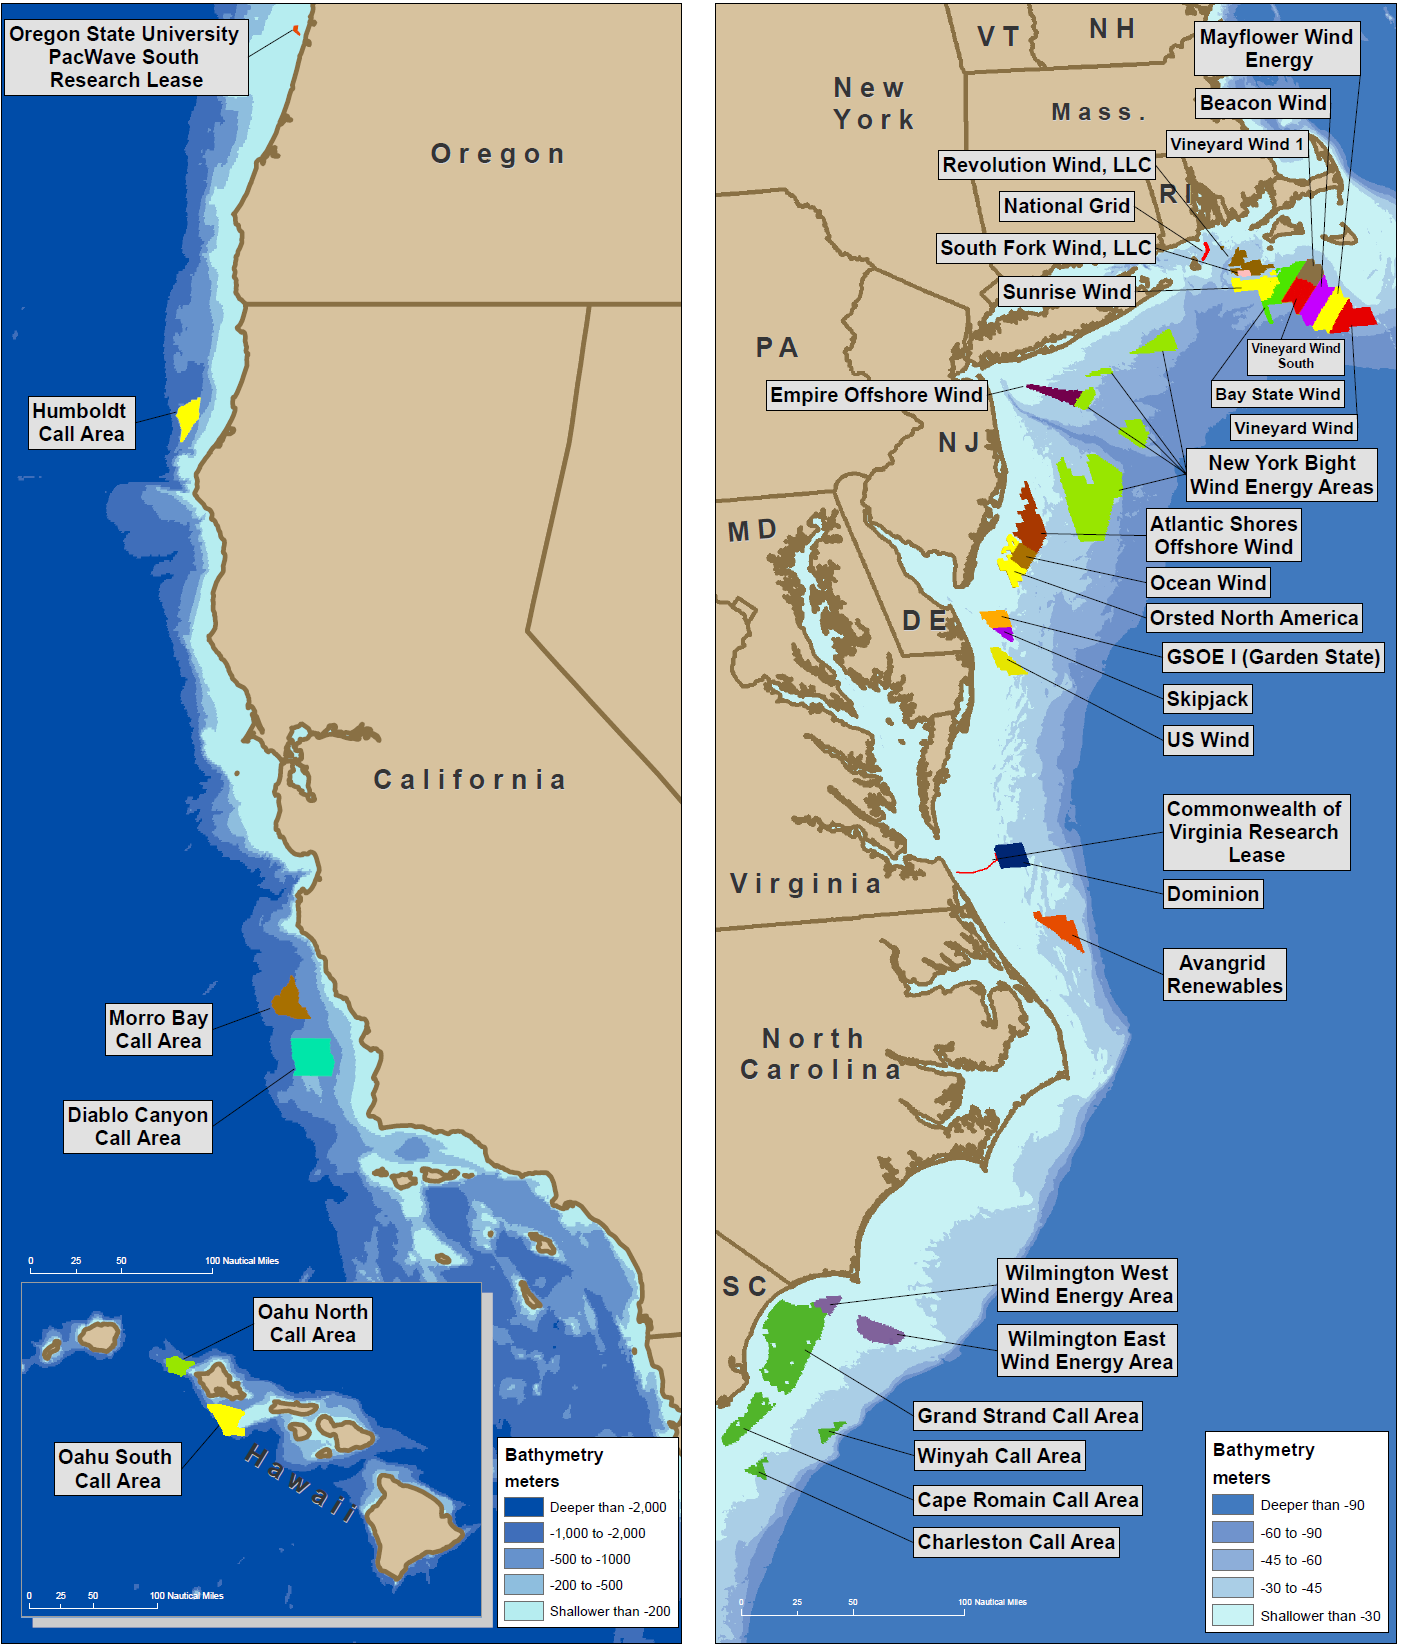 Oregon State University
PacWave South
Research Lease
Oregon
Humboldt
Call Area
California
Morro Bay
Call Area
Diablo Canyon
Call Area
0 25 50 100 Nautical Miles
Oahu North
Call Area
Oahu South
Call Area
Hawaii
0 25 50 100 Nautical Miles
Bathymetry
meters
Deeper than -2,000
-1,000 to -2,000
-500 to -1000
-200 to -500
Shallower than -200
VT
NH
New
York
Mass.
RI
PA
NJ
MD
DE
Virginia
North
Carolina
SC
Mayflower Wind
Energy
Beacon Wind
Vineyard Wind 1
Revolution Wind, LLC
National Grid
South Fork Wind, LLC
Sunrise Wind
Vineyard Wind
South
Bay State Wind
Vineyard Wind
Empire Offshore Wind
New York Bight
Wind Energy Areas
Atlantic Shores
Offshore Wind
Ocean Wind
Orsted North America
GSOE I (Garden State)
Skipjack
US Wind
Commonwealth of
Virginia Research
Lease
Dominion
Avangrid
Renewables
Wilmington West
Wind Energy Area
Wilmington East
Wind Energy Area
Grand Strand Call Area
Winyah Call Area
Cape Romain Call Area
Charleston Call Area
0 25 50 100 Nautical Miles
Bathymetry
meters
Deeper than -90
-60 to -90
-45 to -60
-30 to -45
Shallower than -30